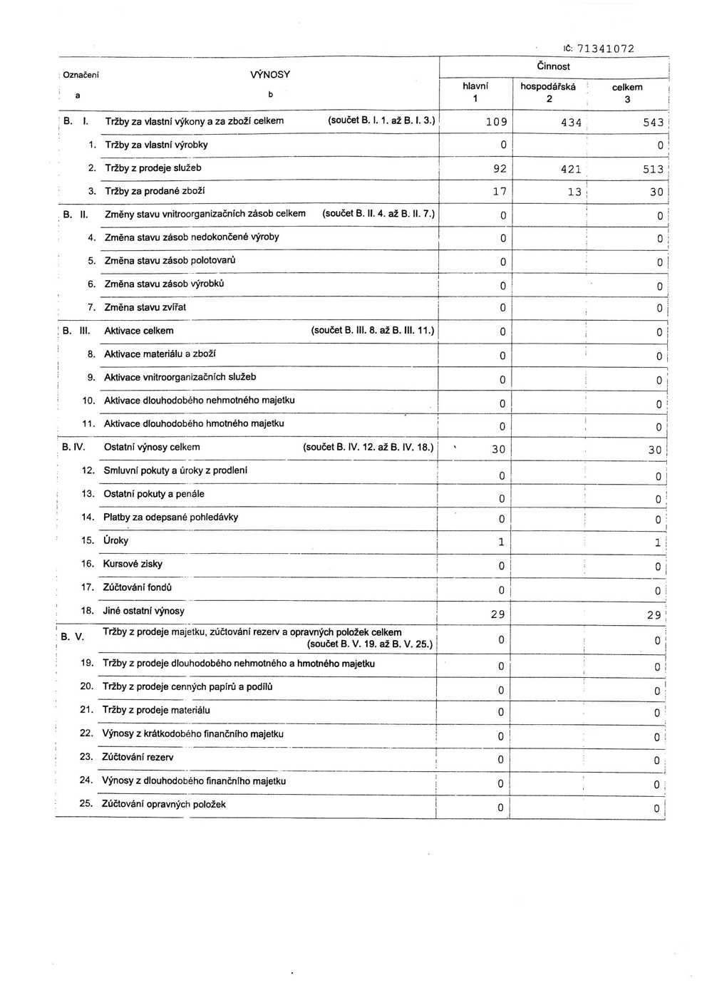 IČ: 71341072
Označení VÝNOSY Činnost
a b hlavní hospodářská celkem
1 2 3
B. I. Tržby za vlastní výkony a za zboží celkem (součet B. I. 1. až B. I. 3.) 109 434 543
1. Tržby za vlastní výrobky 0 0
2. Tržby z prodeje služeb 92 421 513
3. Tržby za prodané zboží 17 13 30
B. II. Změny stavu vnitroorganizačních zásob celkem (součet B. II. 4. až B. II. 7.) 0 0
4. Změna stavu zásob nedokončené výroby 0 0
5. Změna stavu zásob polotovarů 0 0
6. Změna stavu zásob výrobků 0 0
7. Změna stavu zvířat 0 0
B. III. Aktivace celkem (součet B. III. 8. až B. III. 11.) 0 0
8. Aktivace materiálu a zboží 0 0
9. Aktivace vnitroorganizačních služeb 0 0
10. Aktivace dlouhodobého nehmotného majetku 0 0
11. Aktivace dlouhodobého hmotného majetku 0 0
B. IV. Ostatní výnosy celkem (součet B. IV. 12. až B. IV. 18.) 30 30
12. Smluvní pokuty a úroky z prodlení 0 0
13. Ostatní pokuty a penále 0 0
14. Platby za odepsané pohledávky 0 0
15. Úroky 1 1
16. Kursové zisky 0 0
17. Zúčtování fondů 0 0
18. Jiné ostatní výnosy 29 29
B. V. Tržby z prodeje majetku, zúčtování rezerv a opravných položek celkem
(součet B. V. 19. až B. V. 25.) 0 0
19. Tržby z prodeje dlouhodobého nehmotného a hmotného majetku 0 0
20. Tržby z prodeje cenných papírů a podílů 0 0
21. Tržby z prodeje materiálu 0 0
22. Výnosy z krátkodobého finančního majetku 0 0
23. Zúčtování rezerv 0 0
24. Výnosy z dlouhodobého finančního majetku 0 0
25. Zúčtování opravných položek 0 0